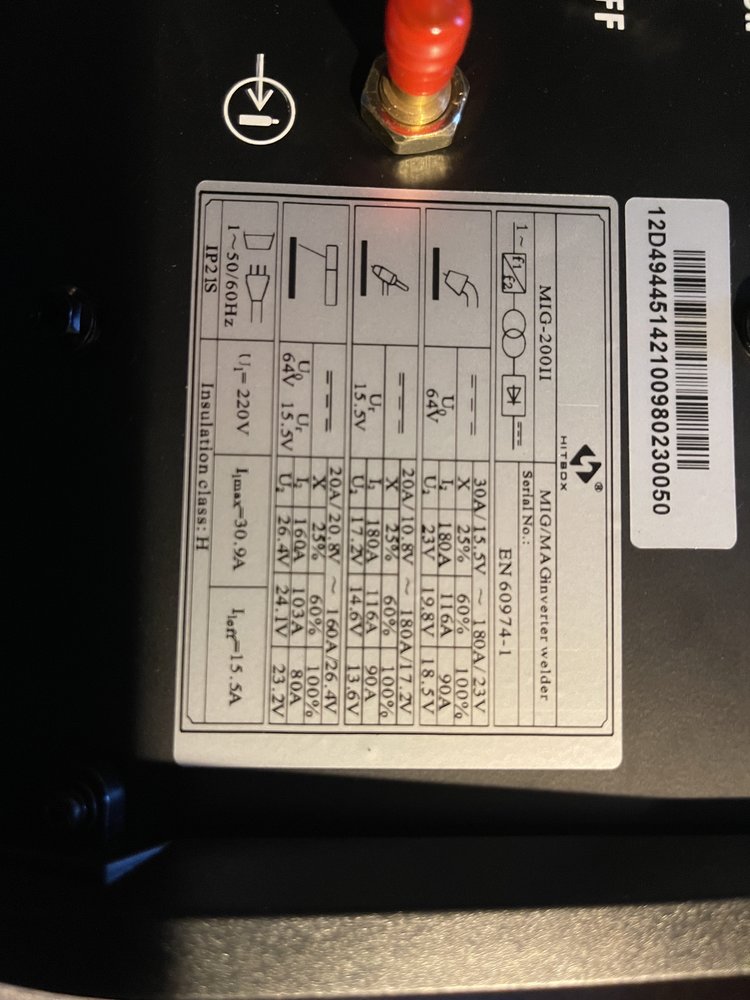 FF
12D49445142100980230050
HITBOX
®
MIG-200II
MIG/MAGinverter welder
Serial No.:
1~
f1
f2
EN 60974-1
30A/15.5V ~ 180A/23V
X 25% 60% 100%
U₀
64V
I₂ 180A 116A 90A
U₂ 23V 19.8V 18.5V
20A/10.8V ~ 180A/17.2V
X 25% 60% 100%
Uᵣ
15.5V
I₂ 180A 116A 90A
U₂ 17.2V 14.6V 13.6V
20A/20.8V ~ 160A/26.4V
X 25% 60% 100%
U₀ Uᵣ
64V 15.5V
I₂ 160A 103A 80A
U₂ 26.4V 24.1V 23.2V
1~50/60Hz
U₁=220V
I₁max=30.9A
I₁eff=15.5A
IP21S
Insulation class: H